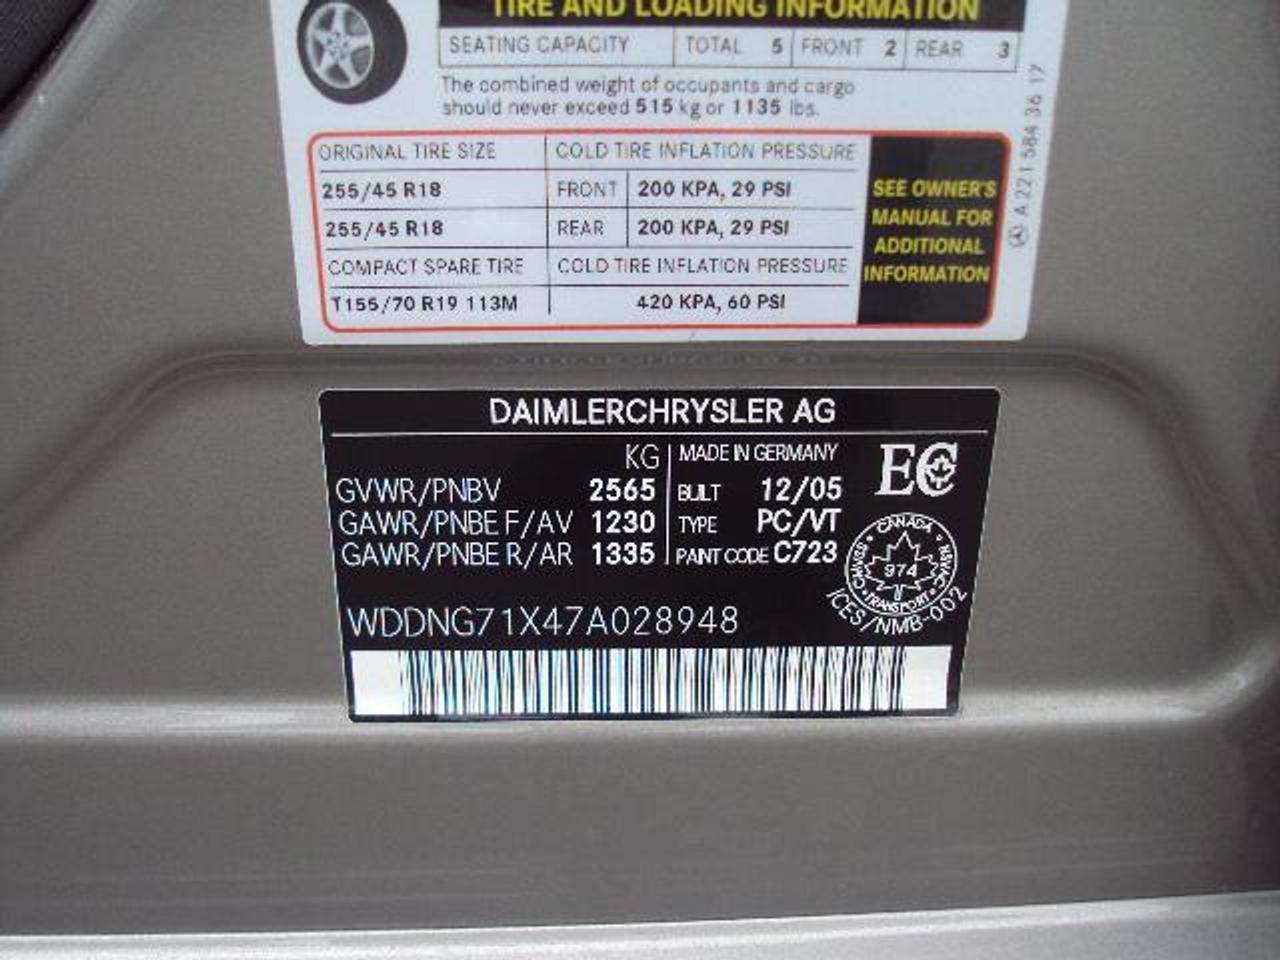 TIRE AND LOADING INFORMATION
SEATING CAPACITY TOTAL 5 FRONT 2 REAR 3
The combined weight of occupants and cargo
should never exceed 515 kg or 1135 lbs.
ORIGINAL TIRE SIZE COLD TIRE INFLATION PRESSURE
255/45 R18 FRONT 200 KPA, 29 PSI
255/45 R18 REAR 200 KPA, 29 PSI
COMPACT SPARE TIRE COLD TIRE INFLATION PRESSURE
T155/70 R19 113M 420 KPA, 60 PSI
SEE OWNER'S
MANUAL FOR
ADDITIONAL
INFORMATION
A 221 584 36 17
DAIMLERCHRYSLER AG
KG MADE IN GERMANY
GVWR/PNBV 2565 BUILT 12/05
GAWR/PNBE F/AV 1230 TYPE PC/VT
GAWR/PNBE R/AR 1335 PAINT CODE C723
EC
CANADA
NSVAC
TRANSPORT
CMVSS
974
ICES/NMB-002
WDDNG71X47A028948